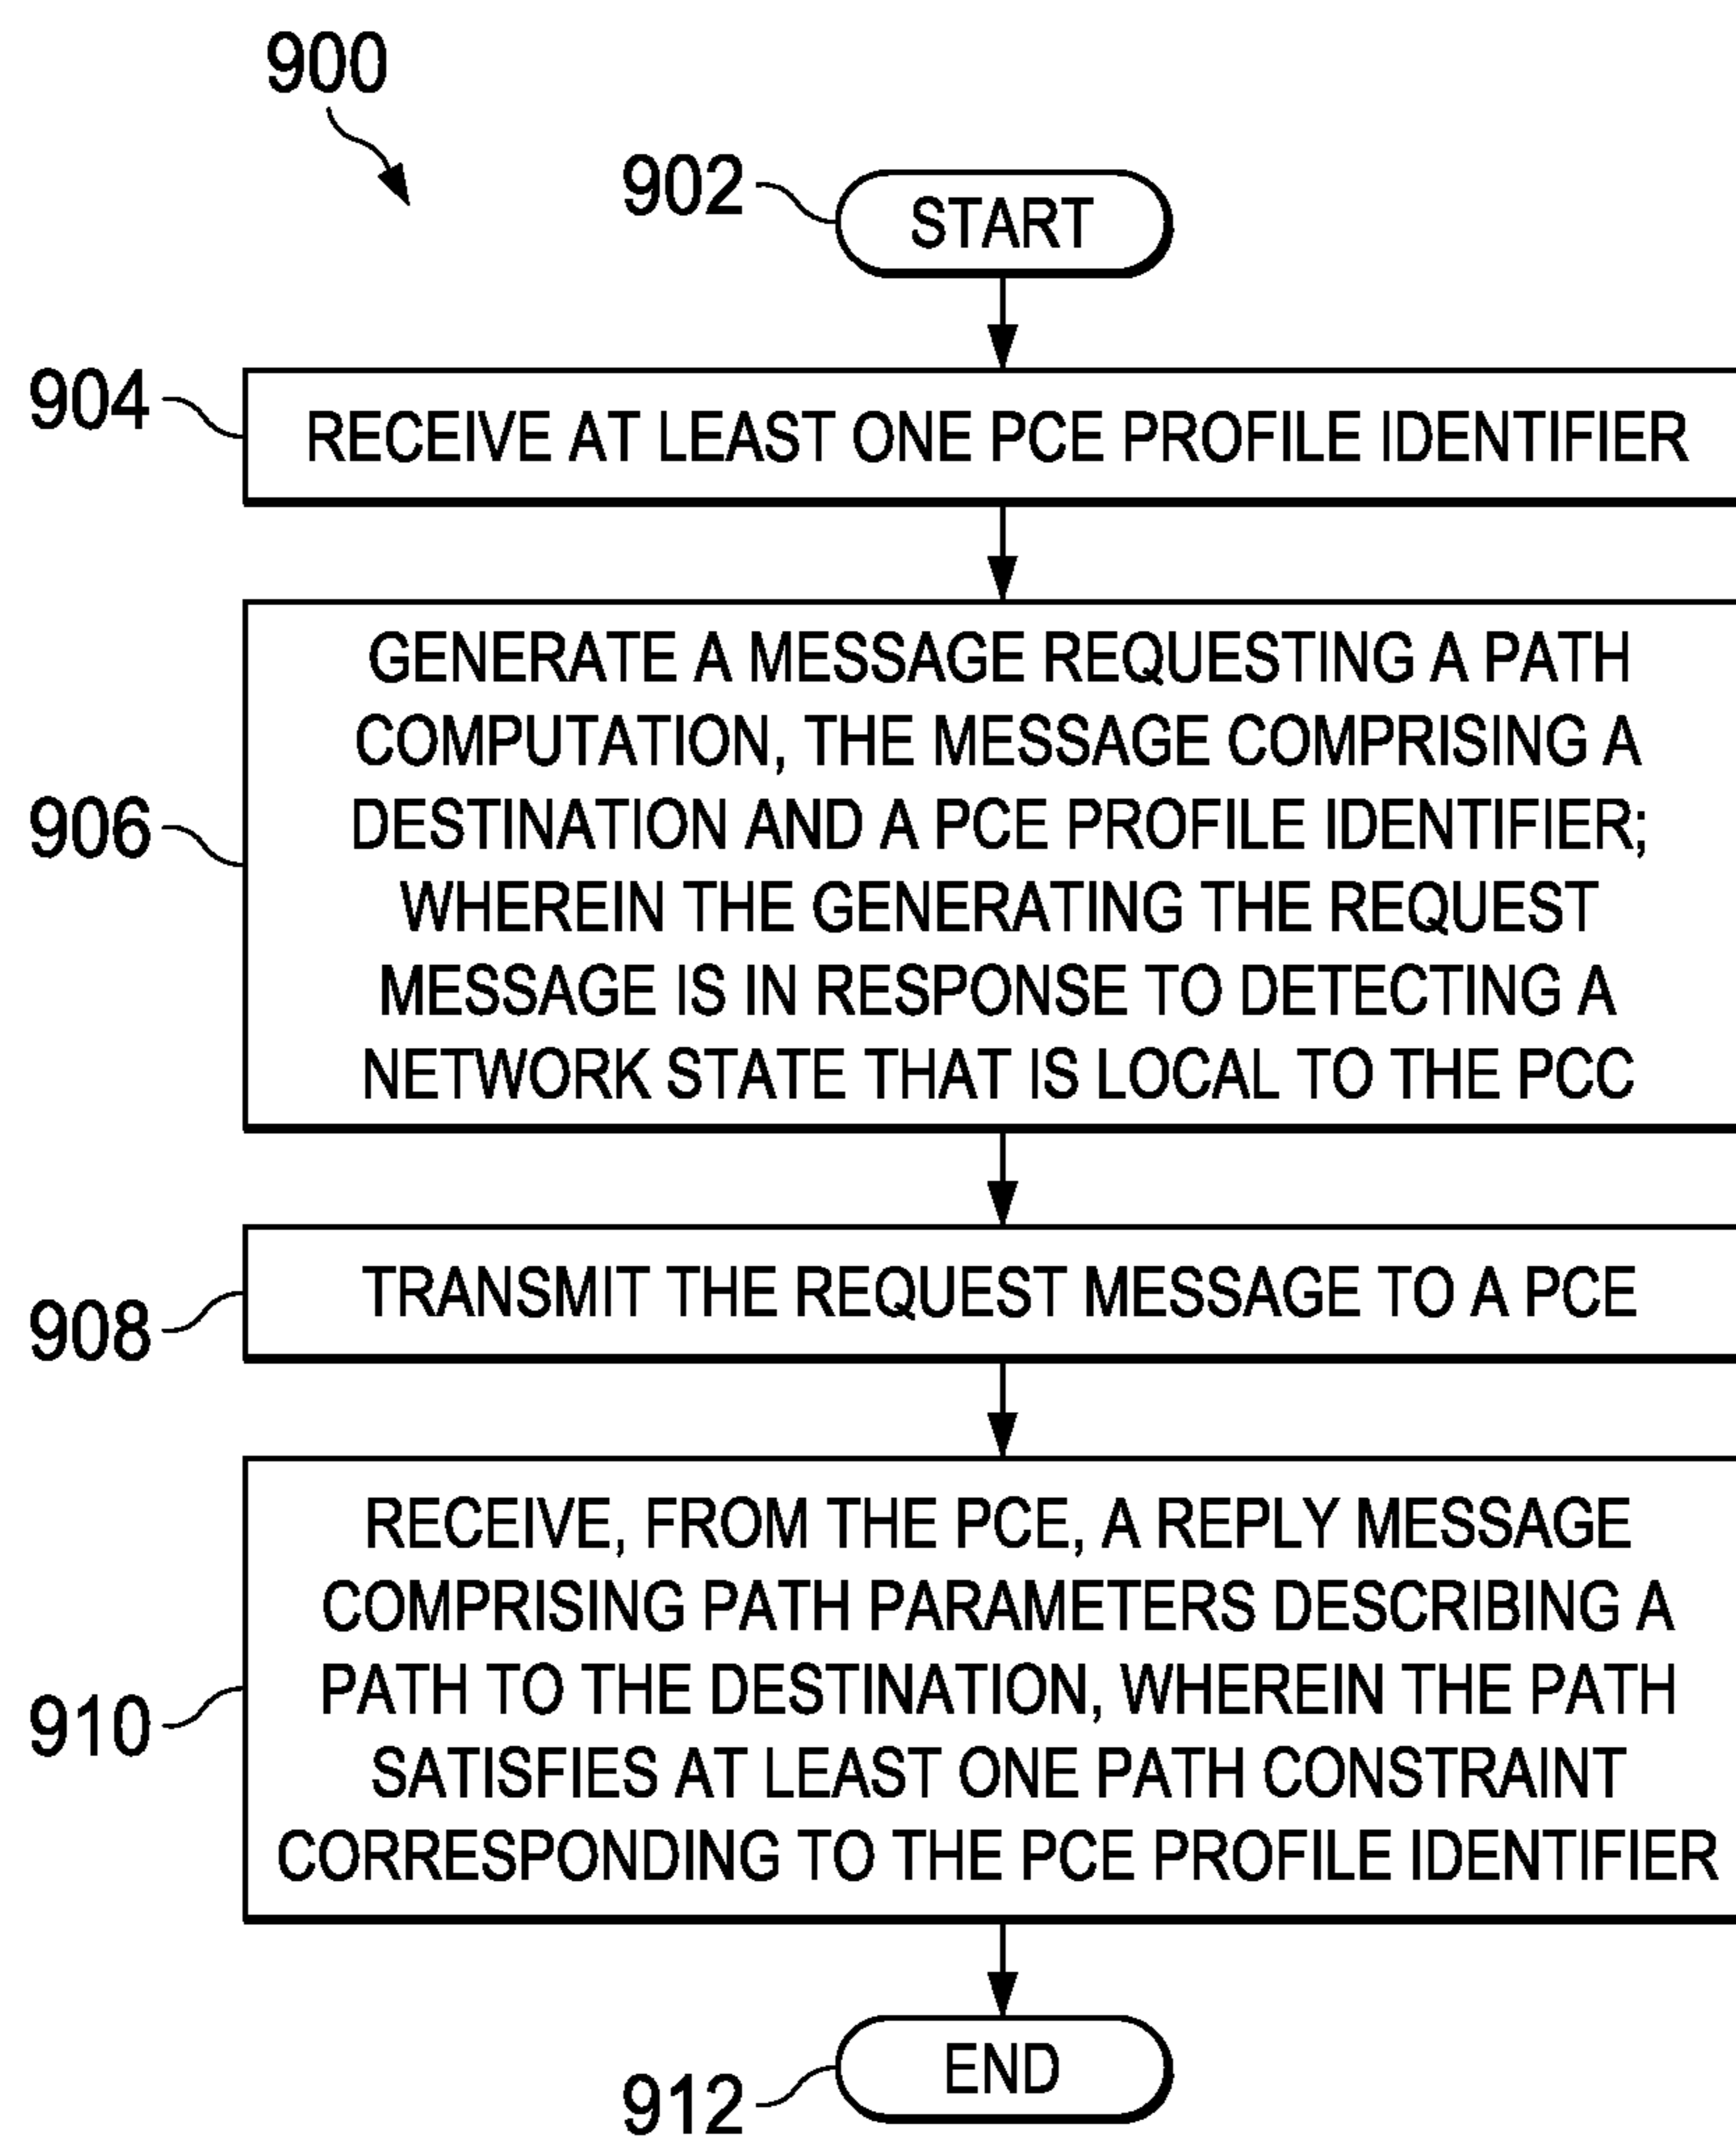 900
902
START
904
RECEIVE AT LEAST ONE PCE PROFILE IDENTIFIER
906
GENERATE A MESSAGE REQUESTING A PATH
COMPUTATION, THE MESSAGE COMPRISING A
DESTINATION AND A PCE PROFILE IDENTIFIER;
WHEREIN THE GENERATING THE REQUEST
MESSAGE IS IN RESPONSE TO DETECTING A
NETWORK STATE THAT IS LOCAL TO THE PCC
908
TRANSMIT THE REQUEST MESSAGE TO A PCE
910
RECEIVE, FROM THE PCE, A REPLY MESSAGE
COMPRISING PATH PARAMETERS DESCRIBING A
PATH TO THE DESTINATION, WHEREIN THE PATH
SATISFIES AT LEAST ONE PATH CONSTRAINT
CORRESPONDING TO THE PCE PROFILE IDENTIFIER
912
END